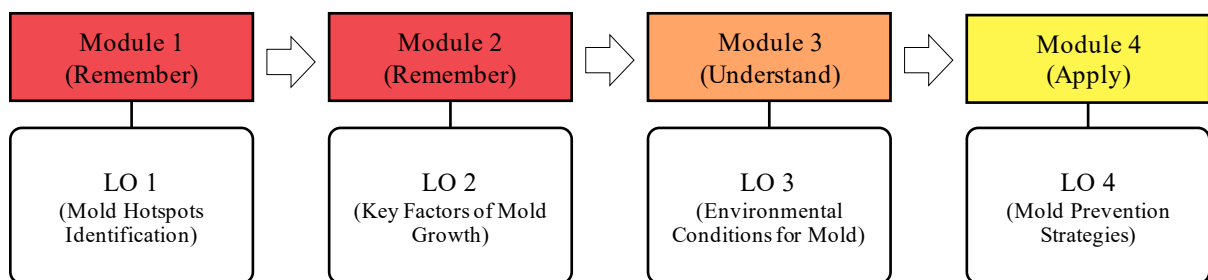 Module 1
(Remember)
Module 2
(Remember)
Module 3
(Understand)
Module 4
(Apply)
LO 1
(Mold Hotspots
Identification)
LO 2
(Key Factors of Mold
Growth)
LO 3
(Environmental
Conditions for Mold)
LO 4
(Mold Prevention
Strategies)